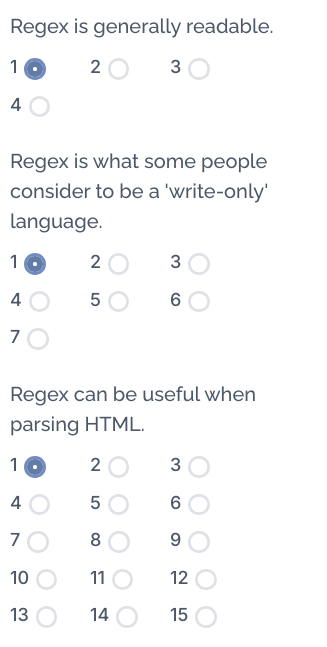 Regex is generally readable.
1 2 3
4
Regex is what some people
consider to be a 'write-only'
language.
1 2 3
4 5 6
7
Regex can be useful when
parsing HTML.
1 2 3
4 5 6
7 8 9
10 11 12
13 14 15